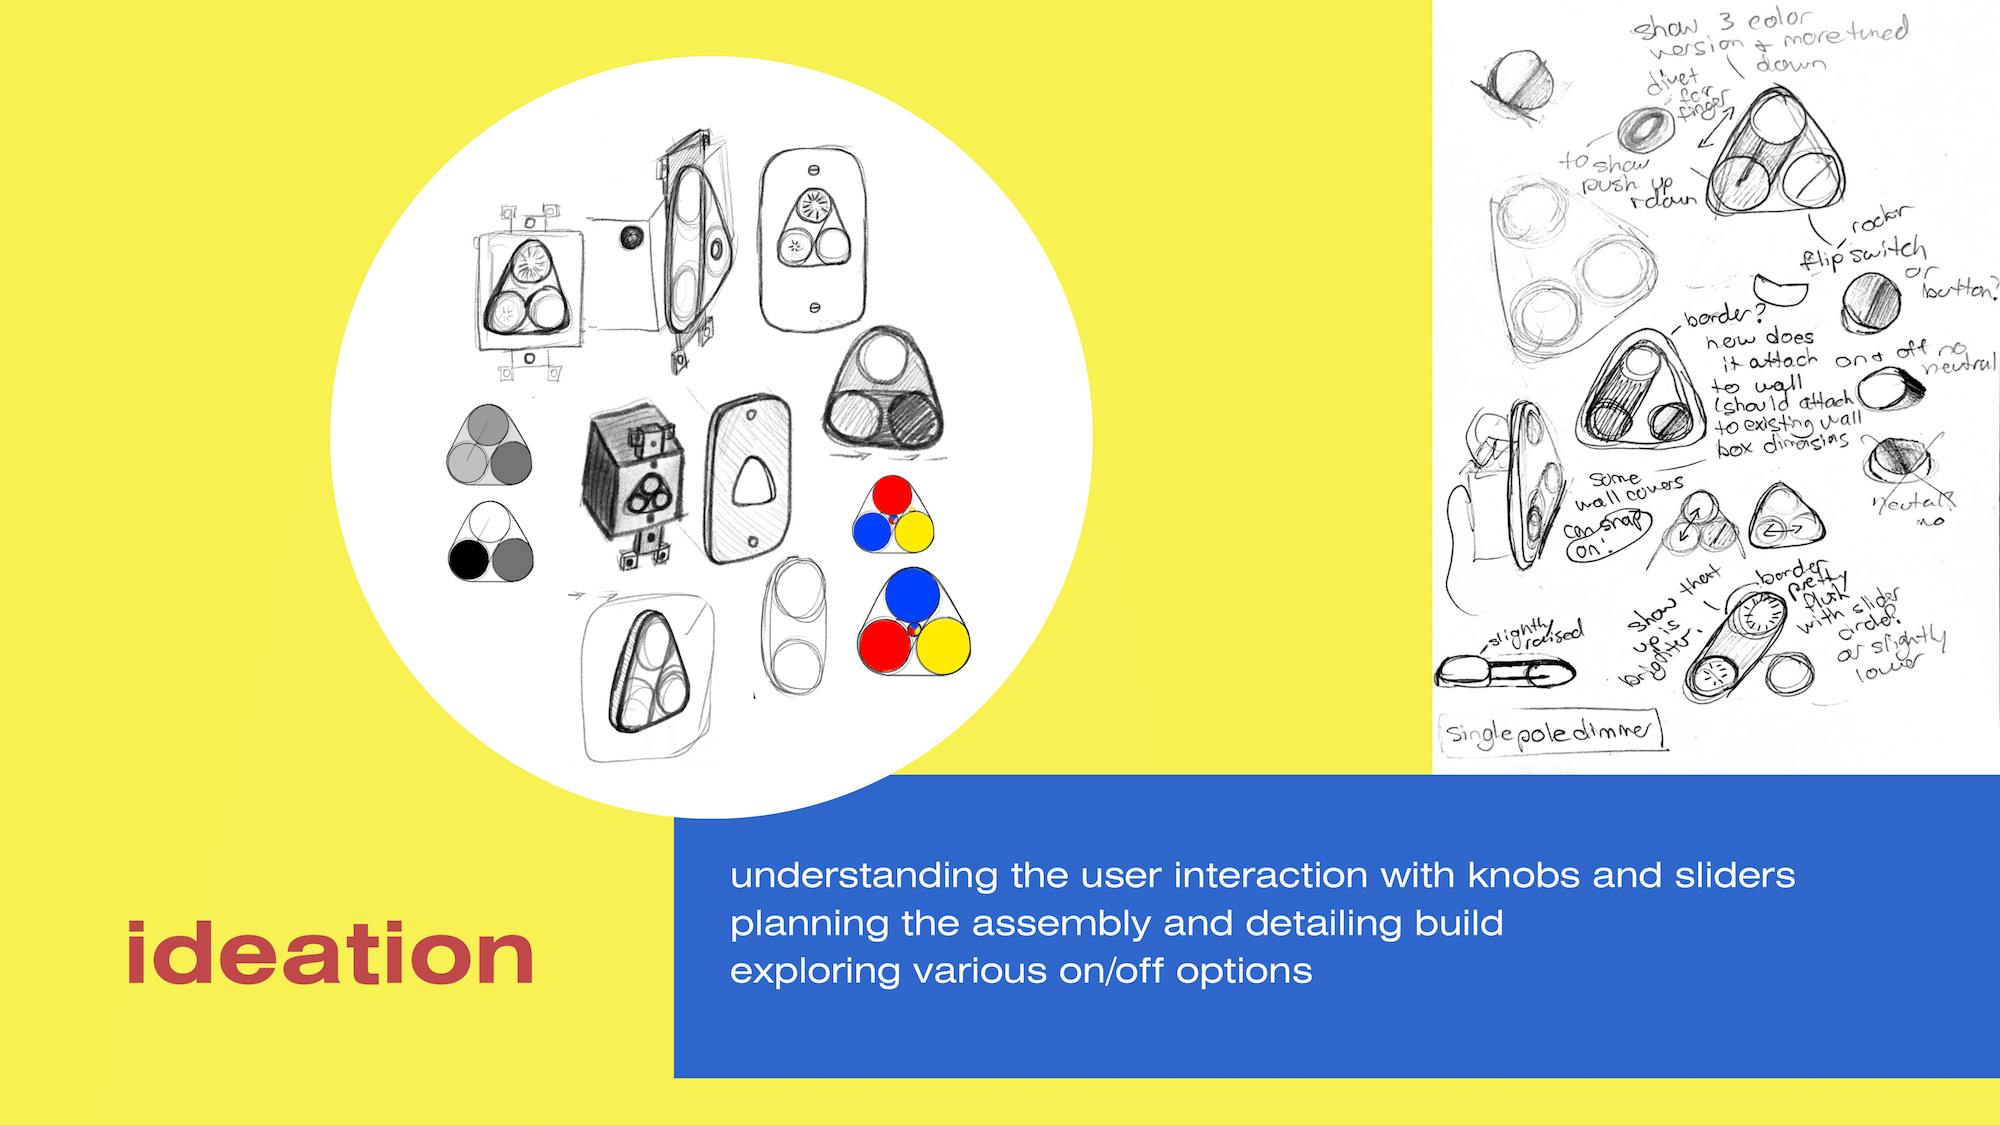 show 3 color
version & more tuned
down
divet
for
finger
to show
push up
& down
rocker
flip switch
or
button?
border?
how does
it attach
to wall
(should attach
to existing wall
box dimensions
on & off no
neutral
neutral?
no
some
wall covers
can snap
on!
show that
up is
brighter.
border
pretty
flush
with slider
circle?
or slightly
lower
slightly
raised
single pole dimmer
ideation
understanding the user interaction with knobs and sliders
planning the assembly and detailing build
exploring various on/off options